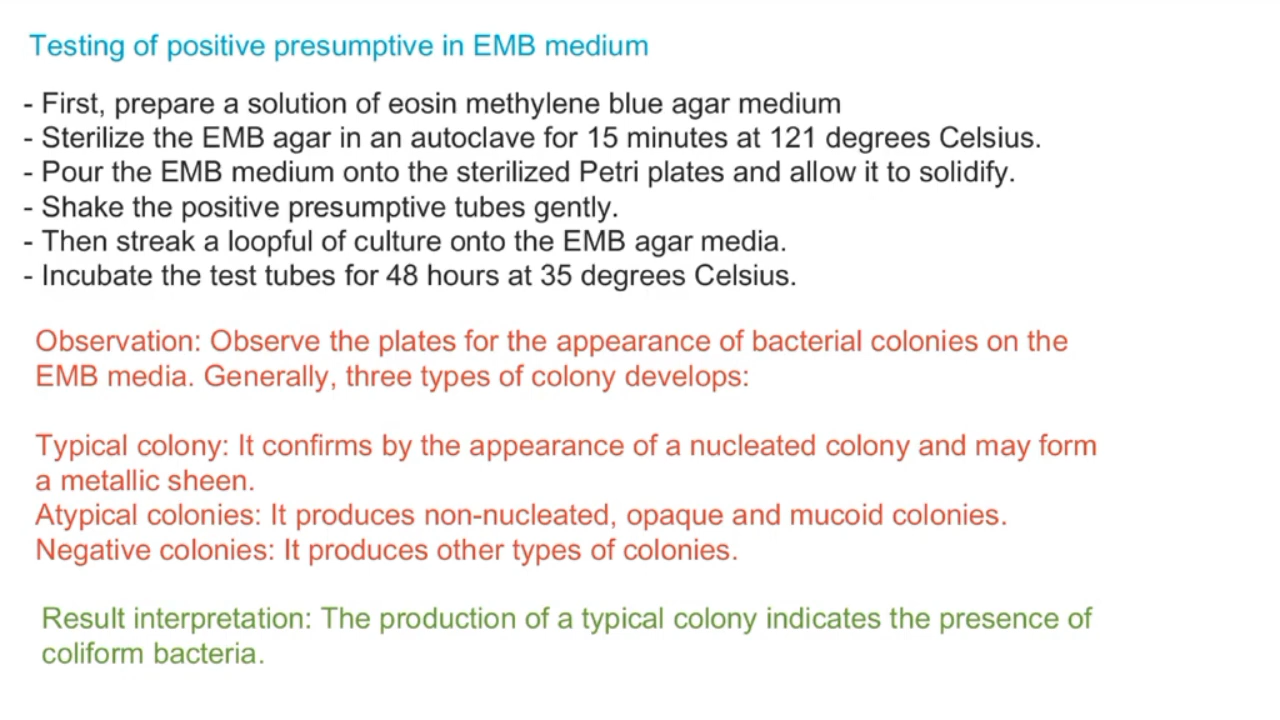 Testing of positive presumptive in EMB medium
- First, prepare a solution of eosin methylene blue agar medium
- Sterilize the EMB agar in an autoclave for 15 minutes at 121 degrees Celsius.
- Pour the EMB medium onto the sterilized Petri plates and allow it to solidify.
- Shake the positive presumptive tubes gently.
- Then streak a loopful of culture onto the EMB agar media.
- Incubate the test tubes for 48 hours at 35 degrees Celsius.
Observation: Observe the plates for the appearance of bacterial colonies on the
EMB media. Generally, three types of colony develops:
Typical colony: It confirms by the appearance of a nucleated colony and may form
a metallic sheen.
Atypical colonies: It produces non-nucleated, opaque and mucoid colonies.
Negative colonies: It produces other types of colonies.
Result interpretation: The production of a typical colony indicates the presence of
coliform bacteria.